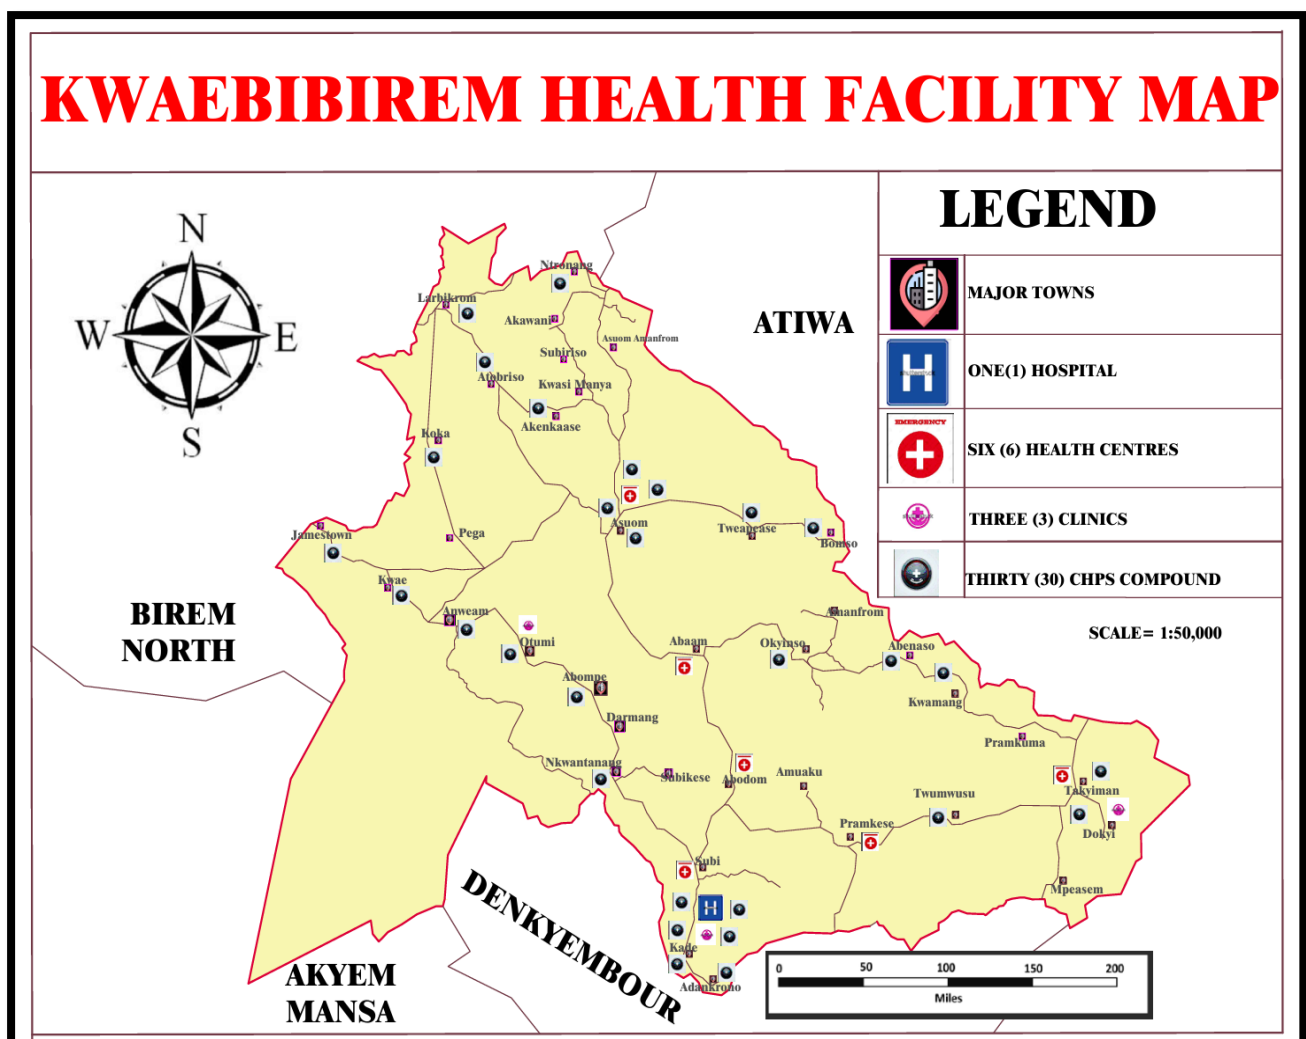 KWAEBIBIREM HEALTH FACILITY MAP
N
W
E
S
LEGEND
MAJOR TOWNS
H
ONE(1) HOSPITAL
EMERGENCY
SIX (6) HEALTH CENTRES
THREE (3) CLINICS
THIRTY (30) CHPS COMPOUND
SCALE= 1:50,000
ATIWA
BIREM
NORTH
AKYEM
MANSA
DENKYEMBOUR
Ntronang
Larbikrom
Akawani
Asuom Amanfrom
Subiriso
Atobriso
Kwasi Manya
Akenkaase
Koka
Asuom
Tweapease
Bomso
Jamestown
Pega
Kwae
Anweam
Otumi
Abaam
Okyinso
Amanfrom
Abenaso
Abompe
Kwamang
Darmang
Pramkuma
Nkwantanang
Subikese
Abodom
Amuaku
Takyiman
Twumwusu
Pramkese
Dokyi
Subi
Mpeasem
H
Kade
Adankrono
0 50 100 150 200
Miles